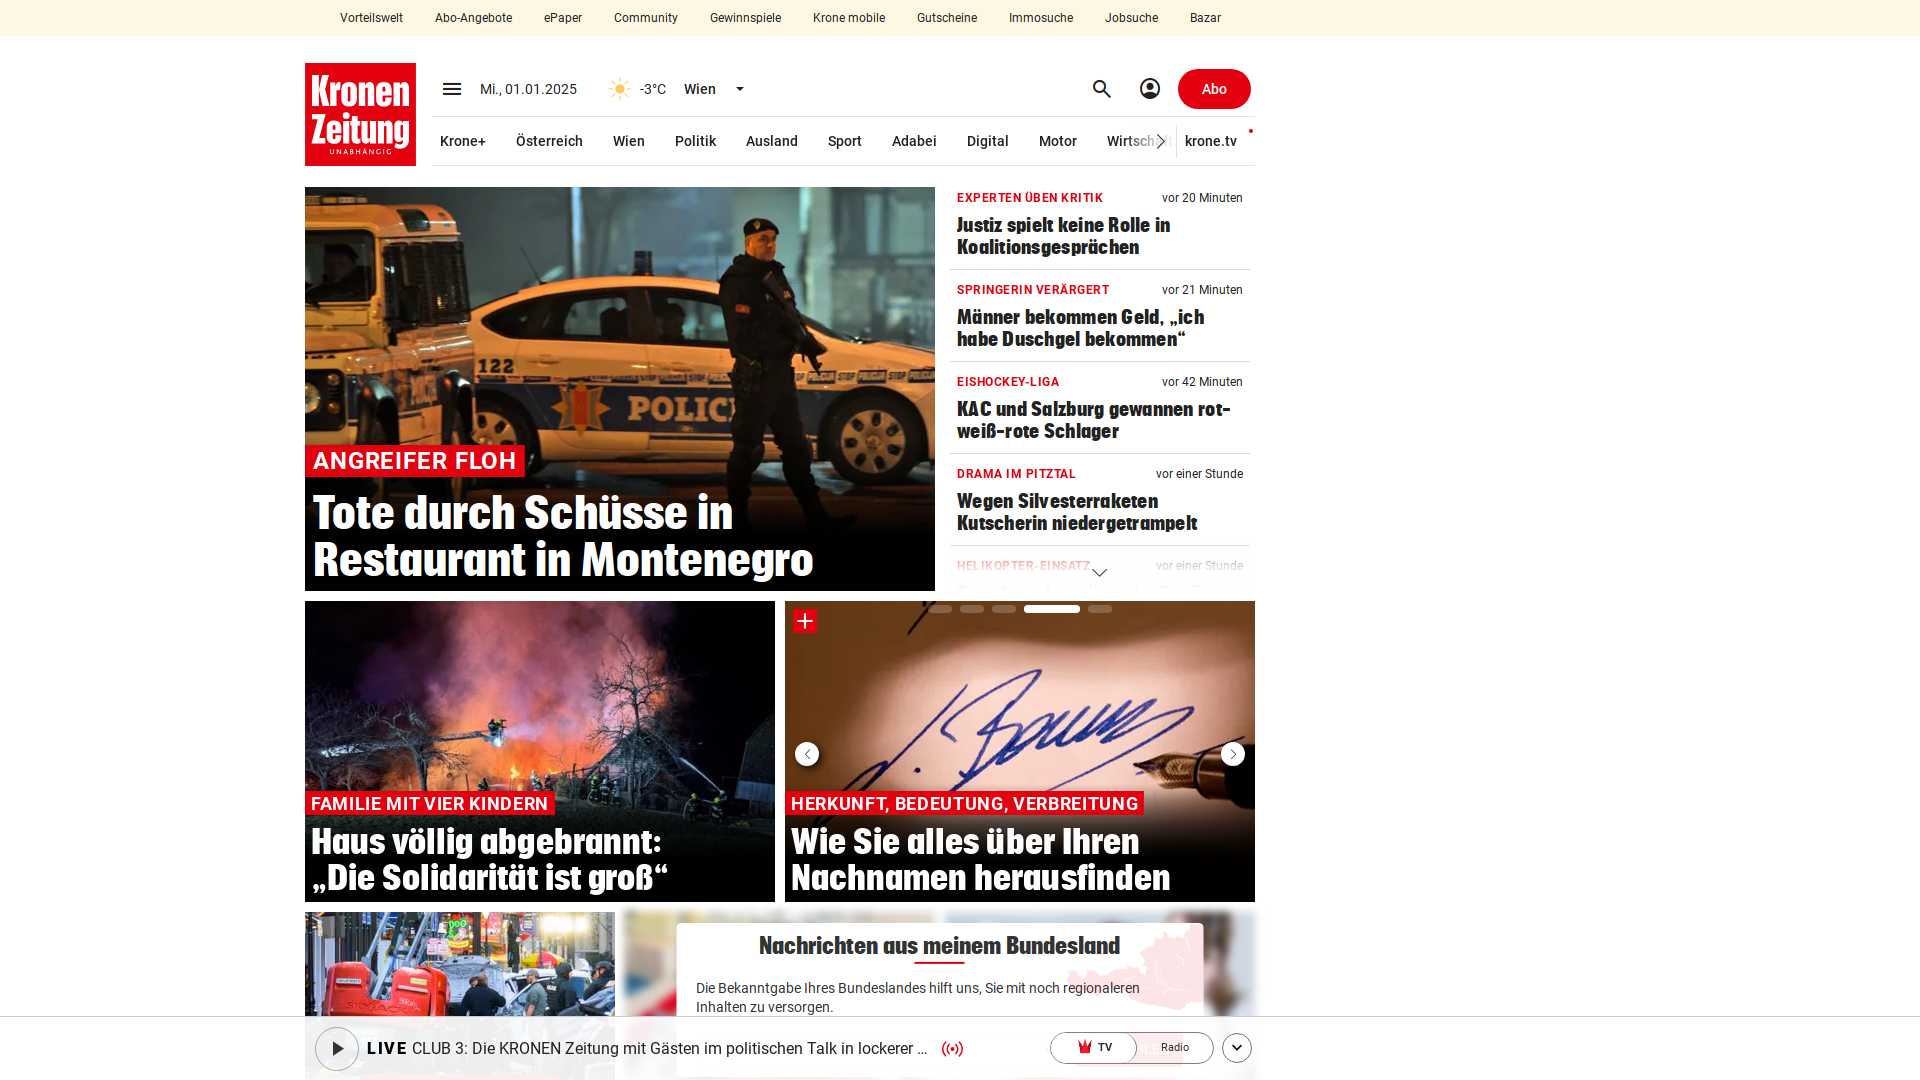 Vorteilswelt Abo-Angebote ePaper Community Gewinnspiele Krone mobile Gutscheine Immosuche Jobsuche Bazar
Kronen
Zeitung
UNABHÄNGIG
Mi., 01.01.2025 -3°C Wien Abo
Krone+ Österreich Wien Politik Ausland Sport Adabei Digital Motor Wirtschaft krone.tv
122
POLIC
ANGREIFER FLOH
Tote durch Schüsse in
Restaurant in Montenegro
EXPERTEN ÜBEN KRITIK vor 20 Minuten
Justiz spielt keine Rolle in
Koalitionsgesprächen
SPRINGERIN VERÄRGERT vor 21 Minuten
Männer bekommen Geld, „ich
habe Duschgel bekommen“
EISHOCKEY-LIGA vor 42 Minuten
KAC und Salzburg gewannen rot-
weiß-rote Schlager
DRAMA IM PITZTAL vor einer Stunde
Wegen Silvesterraketen
Kutscherin niedergetrampelt
HELIKOPTER-EINSATZ vor einer Stunde
FAMILIE MIT VIER KINDERN
Haus völlig abgebrannt:
„Die Solidarität ist groß“
HERKUNFT, BEDEUTUNG, VERBREITUNG
Wie Sie alles über Ihren
Nachnamen herausfinden
Nachrichten aus meinem Bundesland
Die Bekanntgabe Ihres Bundeslandes hilft uns, Sie mit noch regionaleren
Inhalten zu versorgen.
LIVE CLUB 3: Die KRONEN Zeitung mit Gästen im politischen Talk in lockerer ... TV Radio